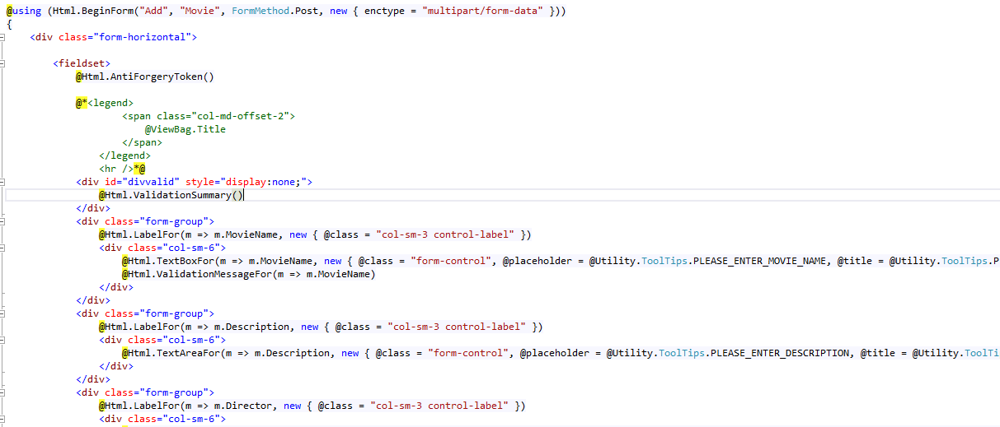 @using (Html.BeginForm("Add", "Movie", FormMethod.Post, new { enctype = "multipart/form-data" }))
{
<div class="form-horizontal">
<fieldset>
@Html.AntiForgeryToken()
@*<legend>
<span class="col-md-offset-2">
@ViewBag.Title
</span>
</legend>
<hr />*@
<div id="divvalid" style="display:none;">
@Html.ValidationSummary()
</div>
<div class="form-group">
@Html.LabelFor(m => m.MovieName, new { @class = "col-sm-3 control-label" })
<div class="col-sm-6">
@Html.TextBoxFor(m => m.MovieName, new { @class = "form-control", @placeholder = @Utility.ToolTips.PLEASE_ENTER_MOVIE_NAME, @title = @Utility.ToolTips.P
@Html.ValidationMessageFor(m => m.MovieName)
</div>
</div>
<div class="form-group">
@Html.LabelFor(m => m.Description, new { @class = "col-sm-3 control-label" })
<div class="col-sm-6">
@Html.TextAreaFor(m => m.Description, new { @class = "form-control", @placeholder = @Utility.ToolTips.PLEASE_ENTER_DESCRIPTION, @title = @Utility.ToolTi
</div>
</div>
<div class="form-group">
@Html.LabelFor(m => m.Director, new { @class = "col-sm-3 control-label" })
<div class="col-sm-6">